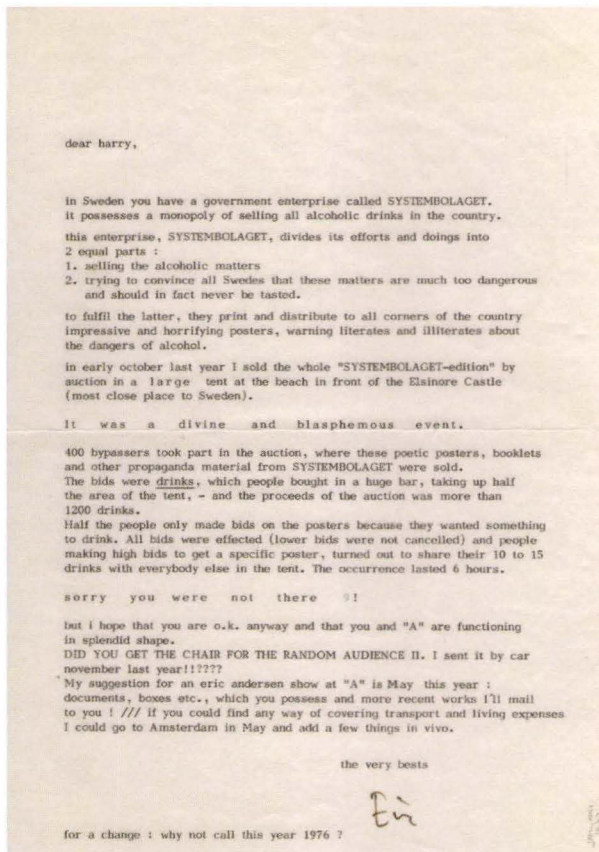 dear harry,
in Sweden you have a government enterprise called SYSTEMBOLAGET.
it possesses a monopoly of selling all alcoholic drinks in the country.
this enterprise, SYSTEMBOLAGET, divides its efforts and doings into
2 equal parts :
1. selling the alcoholic matters
2. trying to convince all Swedes that these matters are much too dangerous
and should in fact never be tasted.
to fulfil the latter, they print and distribute to all corners of the country
impressive and horrifying posters, warning literates and illiterates about
the dangers of alcohol.
in early october last year I sold the whole "SYSTEMBOLAGET-edition" by
auction in a large tent at the beach in front of the Elsinore Castle
(most close place to Sweden).
It was a divine and blasphemous event.
400 bypassers took part in the auction, where these poetic posters, booklets
and other propaganda material from SYSTEMBOLAGET were sold.
The bids were drinks, which people bought in a huge bar, taking up half
the area of the tent, - and the proceeds of the auction was more than
1200 drinks.
Half the people only made bids on the posters because they wanted something
to drink. All bids were effected (lower bids were not cancelled) and people
making high bids to get a specific poster, turned out to share their 10 to 15
drinks with everybody else in the tent. The occurrence lasted 6 hours.
sorry you were not there !
but i hope that you are o.k. anyway and that you and "A" are functioning
in splendid shape.
DID YOU GET THE CHAIR FOR THE RANDOM AUDIENCE II. I sent it by car
november last year!!????
My suggestion for an eric andersen show at "A" is May this year :
documents, boxes etc., which you possess and more recent works I'll mail
to you ! /// if you could find any way of covering transport and living expenses
I could go to Amsterdam in May and add a few things in vivo.
the very bests
Eric
for a change : why not call this year 1976 ?